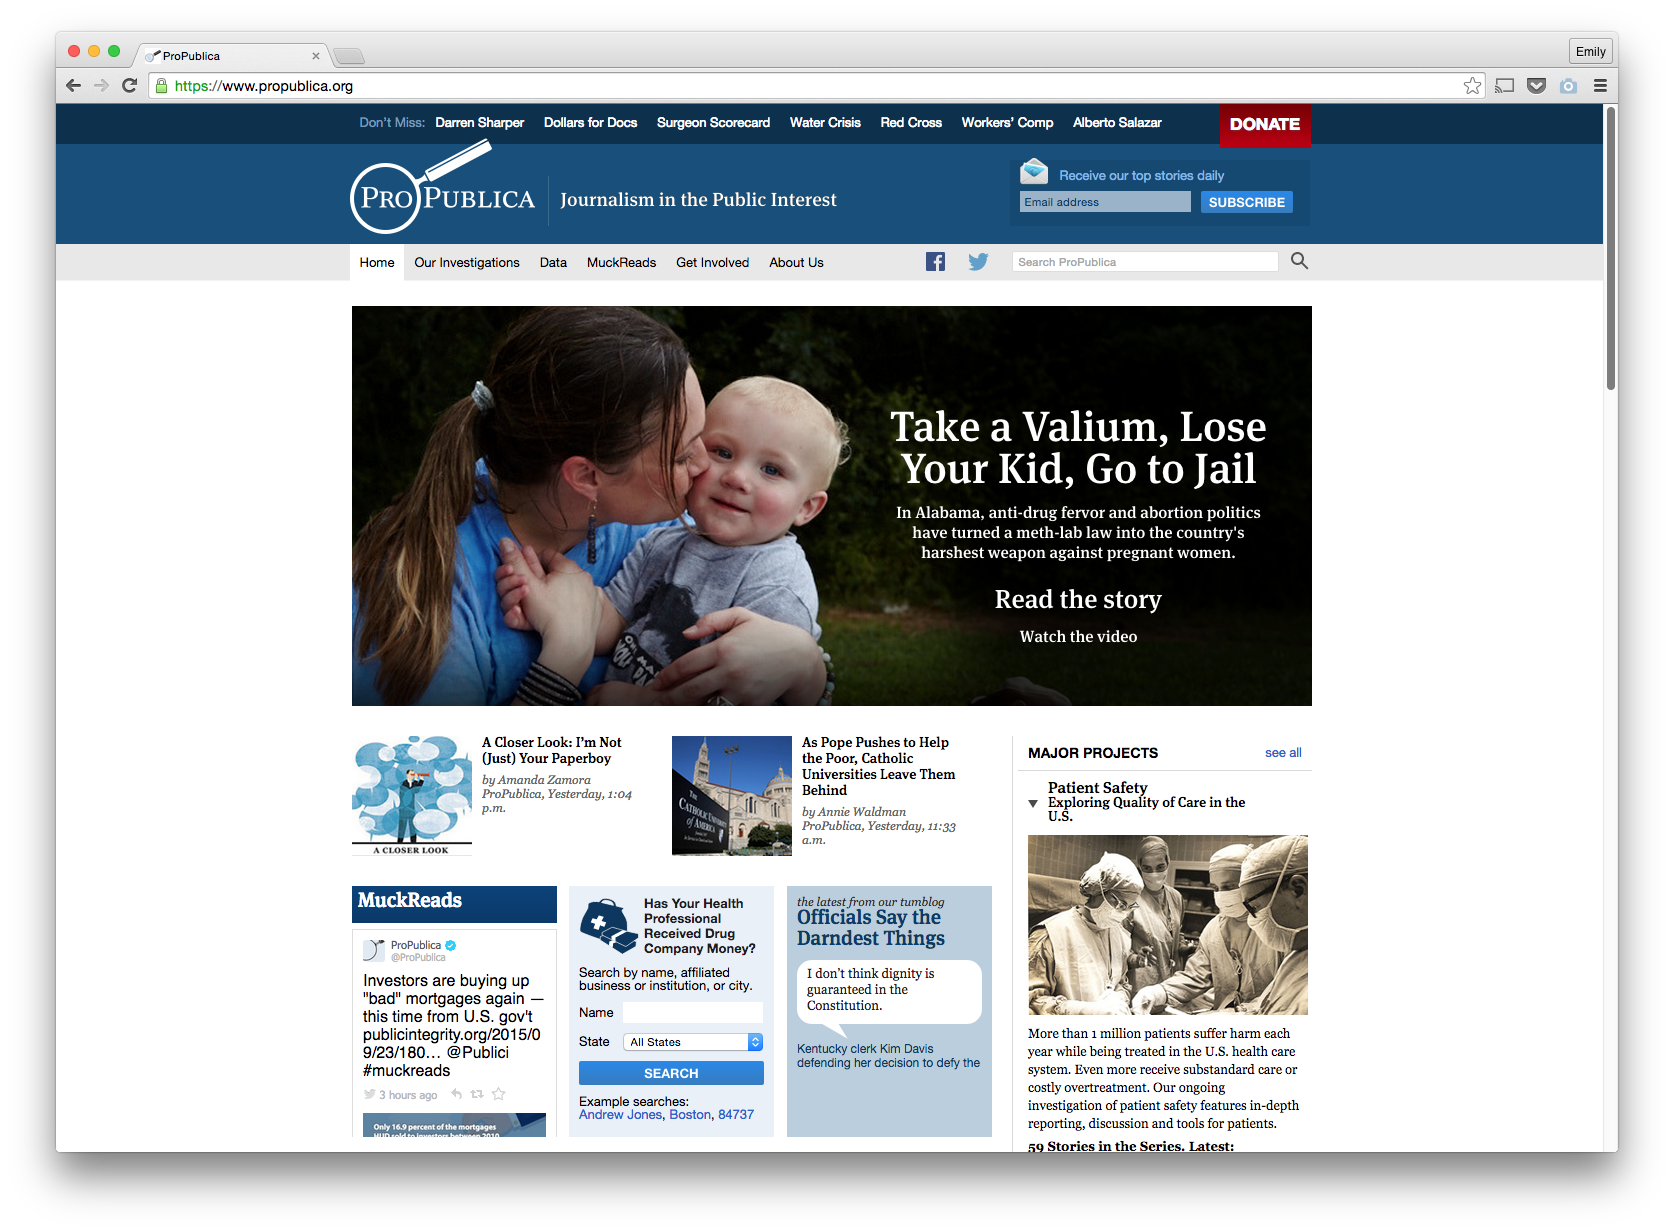 ProPublica
Emily
https://www.propublica.org
Don't Miss: Darren Sharper Dollars for Docs Surgeon Scorecard Water Crisis Red Cross Workers' Comp Alberto Salazar
DONATE
PROPUBLICA
Journalism in the Public Interest
Receive our top stories daily
Email address
SUBSCRIBE
Home Our Investigations Data MuckReads Get Involved About Us
Search ProPublica
Take a Valium, Lose
Your Kid, Go to Jail
In Alabama, anti-drug fervor and abortion politics
have turned a meth-lab law into the country's
harshest weapon against pregnant women.
Read the story
Watch the video
A CLOSER LOOK
A Closer Look: I'm Not
(Just) Your Paperboy
by Amanda Zamora
ProPublica, Yesterday, 1:04
p.m.
THE
CATHOLIC UNIVERSITY
of AMERICA
As Pope Pushes to Help
the Poor, Catholic
Universities Leave Them
Behind
by Annie Waldman
ProPublica, Yesterday, 11:33
a.m.
MuckReads
ProPublica
@ProPublica
Investors are buying up
"bad" mortgages again —
this time from U.S. gov't
publicintegrity.org/2015/0
9/23/180... @Publici
#muckreads
3 hours ago
Only 16.9 percent of the mortgages
HUD sold to investors between 2010
Has Your Health
Professional
Received Drug
Company Money?
Search by name, affiliated
business or institution, or city.
Name
State All States
SEARCH
Example searches:
Andrew Jones, Boston, 84737
the latest from our tumblog
Officials Say the
Darndest Things
I don't think dignity is
guaranteed in the
Constitution.
Kentucky clerk Kim Davis
defending her decision to defy the
MAJOR PROJECTS
see all
Patient Safety
Exploring Quality of Care in the
U.S.
More than 1 million patients suffer harm each
year while being treated in the U.S. health care
system. Even more receive substandard care or
costly overtreatment. Our ongoing
investigation of patient safety features in-depth
reporting, discussion and tools for patients.
59 Stories in the Series. Latest: